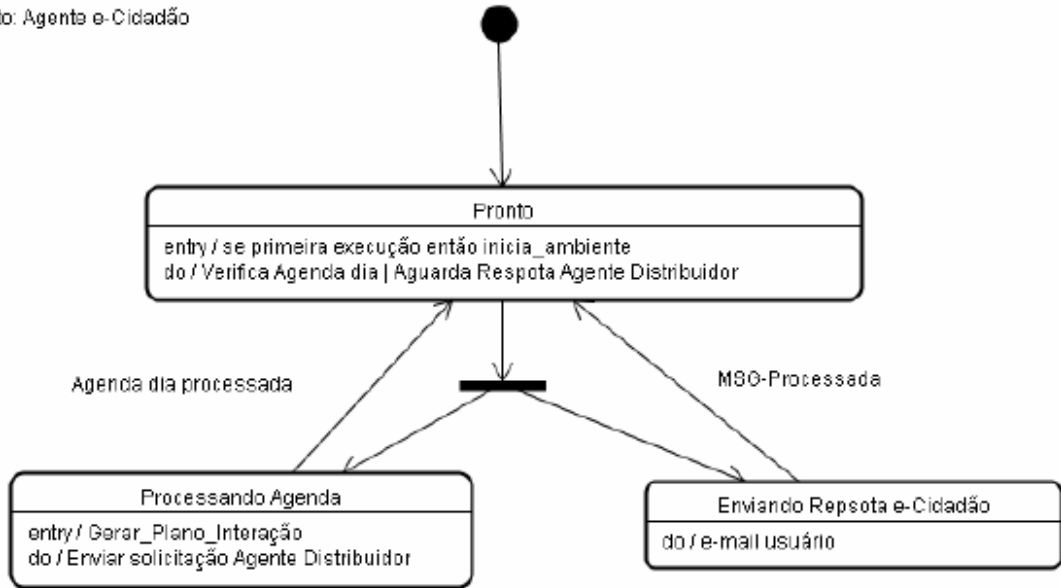 to: Agente e-Cidadão
Pronto
entry / se primeira execução então inicia_ambiente
do / Verifica Agenda dia | Aguarda Respota Agente Distribuidor
Agenda dia processada
MSG-Processada
Processando Agenda
entry / Gerar_Plano_Interação
do / Enviar solicitação Agente Distribuidor
Enviando Repsota e-Cidadão
do / e-mail usuário